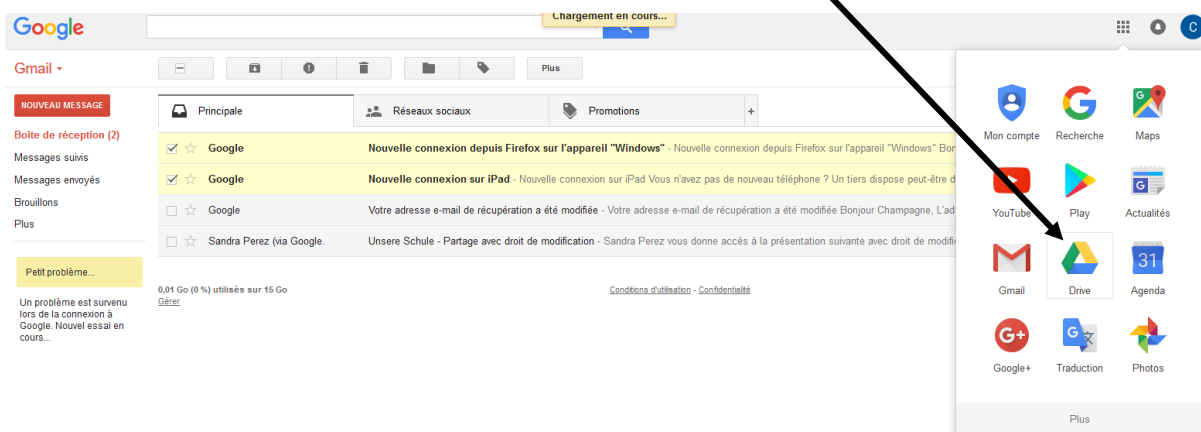 Google
Chargement en cours...
C
Gmail
Plus
NOUVEAU MESSAGE
Boîte de réception (2)
Messages suivis
Messages envoyés
Brouillons
Plus
Petit problème...
Un problème est survenu
lors de la connexion à
Google. Nouvel essai en
cours...
Principale
Réseaux sociaux
Promotions
+
Google Nouvelle connexion depuis Firefox sur l'appareil "Windows" - Nouvelle connexion depuis Firefox sur l'appareil "Windows" Bon
Google Nouvelle connexion sur iPad - Nouvelle connexion sur iPad Vous n'avez pas de nouveau téléphone ? Un tiers dispose peut-être d
Google Votre adresse e-mail de récupération a été modifiée - Votre adresse e-mail de récupération a été modifiée Bonjour Champagne, L'ad
Sandra Perez (via Google. Unsere Schule - Partage avec droit de modification - Sandra Perez vous donne accès à la présentation suivante avec droit de modifi
0,01 Go (0 %) utilisés sur 15 Go
Gérer
Conditions d'utilisation - Confidentialité
Mon compte Recherche Maps
YouTube Play Actualités
31
Gmail Drive Agenda
G+
Google+ Traduction Photos
Plus